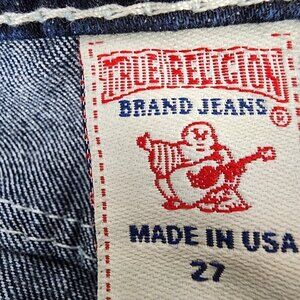 TRUE RELIGION
BRAND JEANS ®
MADE IN USA
27